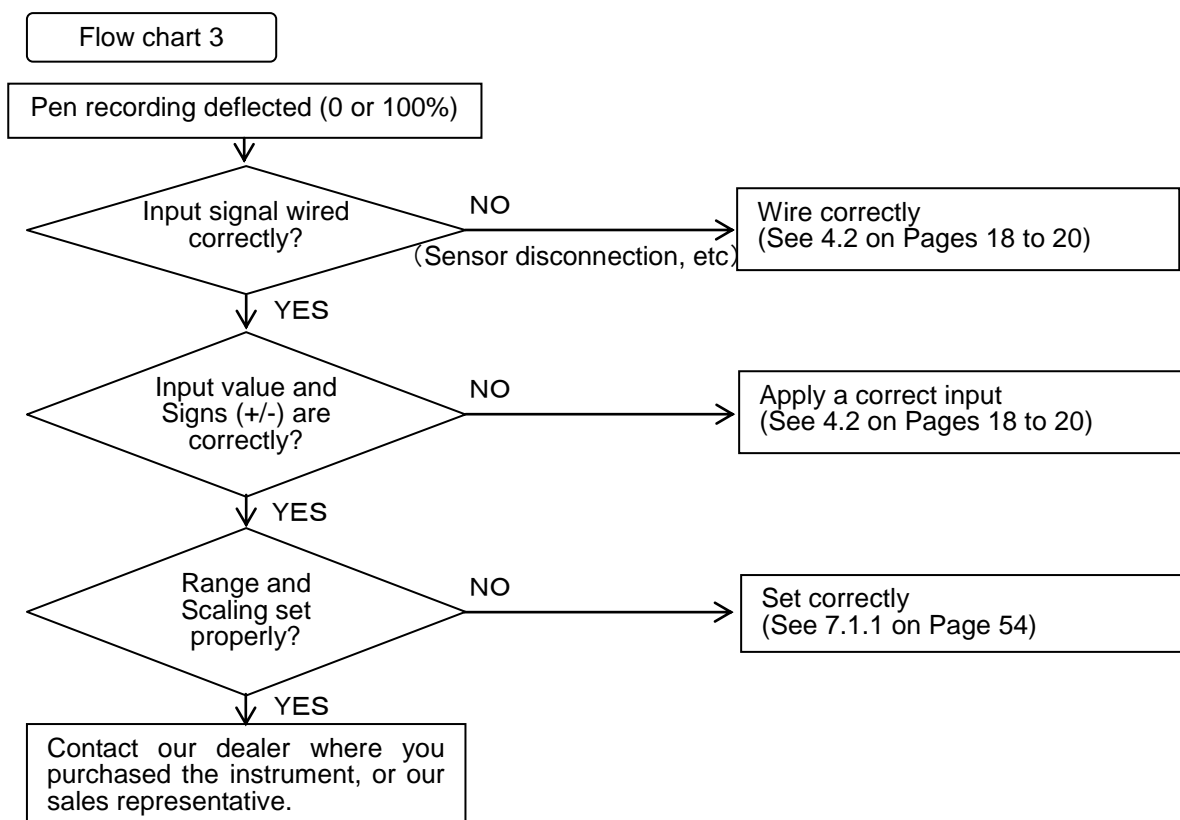 Flow chart 3
Pen recording deflected (0 or 100%)
Input signal wired
correctly?
NO
（Sensor disconnection, etc）
Wire correctly
(See 4.2 on Pages 18 to 20)
YES
Input value and
Signs (+/-) are
correctly?
NO
Apply a correct input
(See 4.2 on Pages 18 to 20)
YES
Range and
Scaling set
properly?
NO
Set correctly
(See 7.1.1 on Page 54)
YES
Contact our dealer where you
purchased the instrument, or our
sales representative.